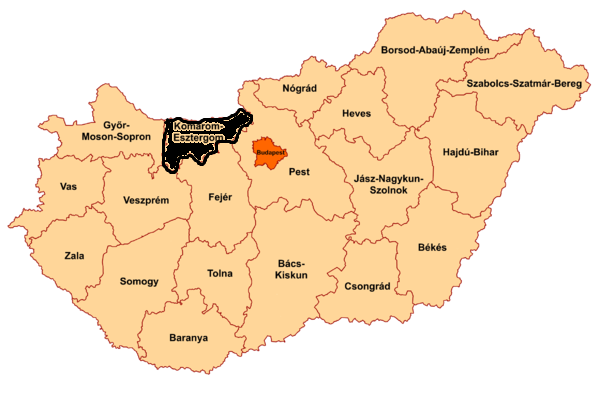 Borsod-Abaúj-Zemplén
Szabolcs-Szatmár-Bereg
Nógrád
Heves
Győr-
Moson-Sopron
Komárom-
Esztergom
Hajdú-Bihar
Budapest
Pest
Jász-Nagykun-
Szolnok
Vas
Veszprém
Fejér
Békés
Zala
Somogy
Tolna
Bács-
Kiskun
Csongrád
Baranya